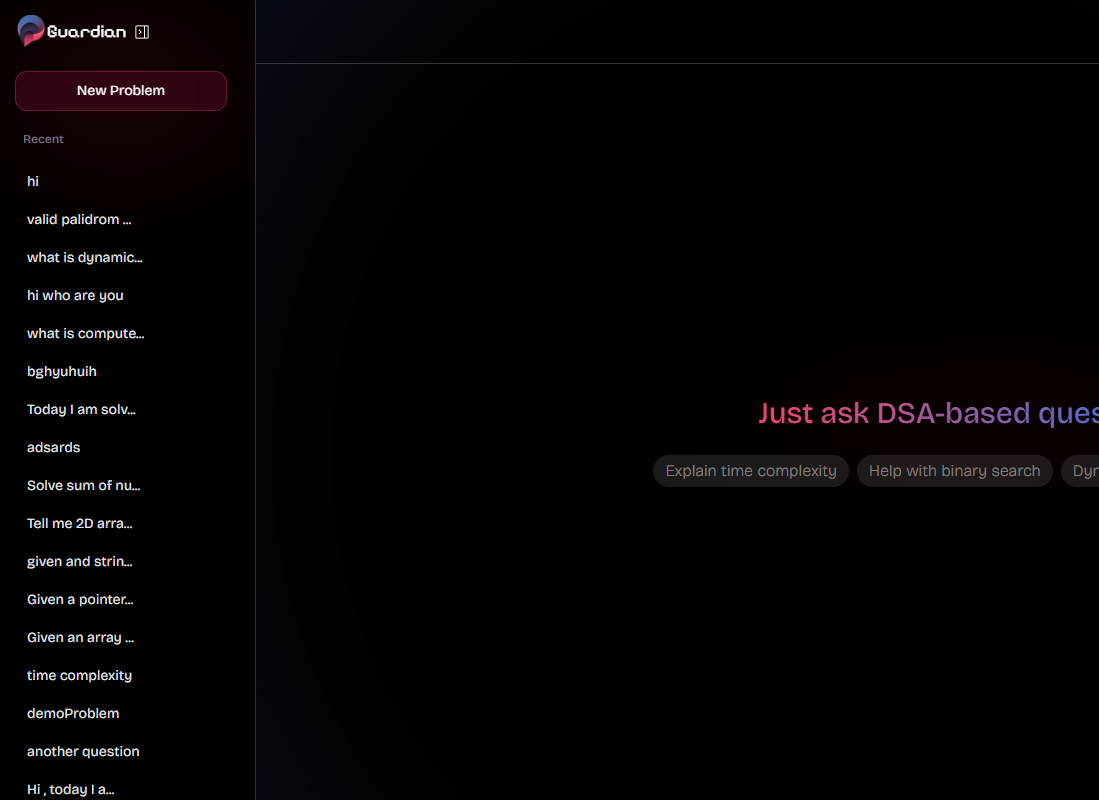 Guardian
New Problem
Recent
hi
valid palidrom ...
what is dynamic...
hi who are you
what is compute...
bghyuhuih
Today I am solv...
adsards
Solve sum of nu...
Tell me 2D arra...
given and strin...
Given a pointer...
Given an array ...
time complexity
demoProblem
another question
Hi , today I a...
Just ask DSA-based ques
Explain time complexity
Help with binary search
Dyn